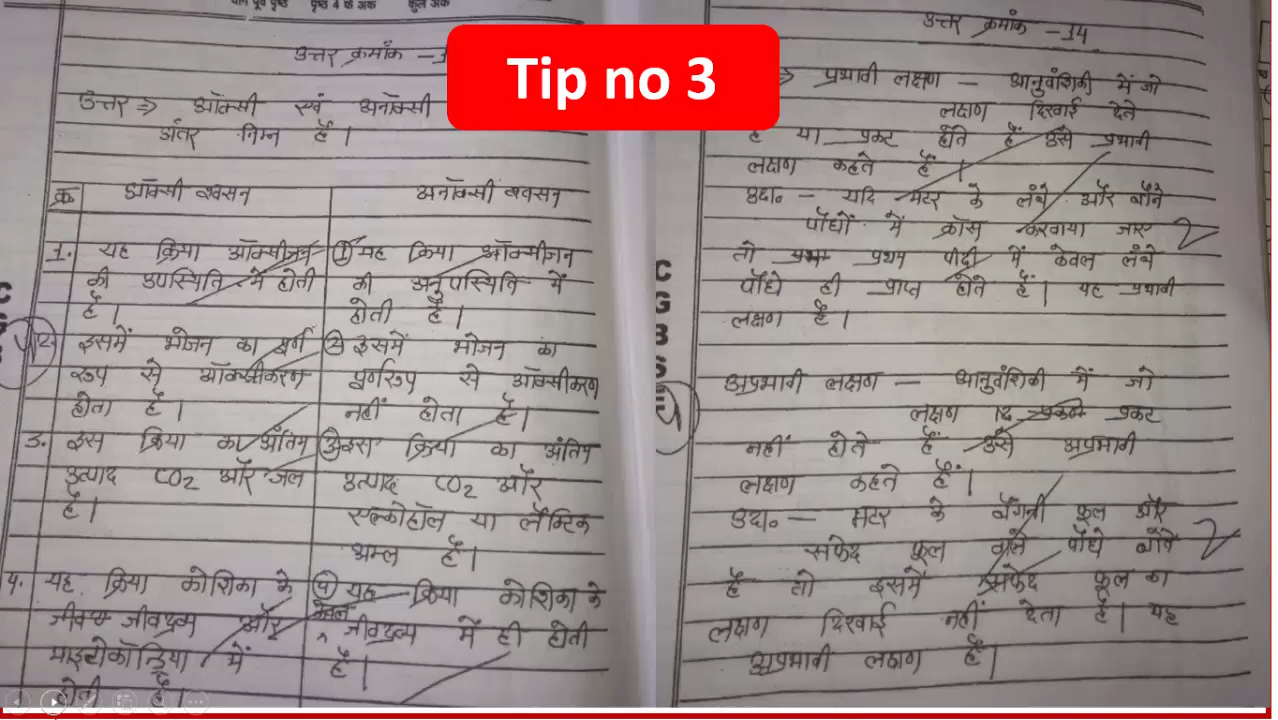 पृष्ठ 4 के अंक कुल अंक
Tip no 3
उत्तर क्रमांक - 1
उत्तर ⇒ ऑक्सी एवं अनॉक्सी
अंतर निम्न है।
क्र ऑक्सी श्वसन अनॉक्सी श्वसन
1. यह क्रिया ऑक्सीजन
की उपस्थिति में होती
है।
2. इसमें भोजन का पूर्ण
रूप से ऑक्सीकरण
होता है।
3. इस क्रिया का अंतिम
उत्पाद CO2 और जल
है।
4. यह क्रिया कोशिका के
जीवद्रव्य और
माइटोकॉन्ड्रिया में
होती है।
① यह क्रिया ऑक्सीजन
की अनुपस्थिति में
होती है।
② इसमें भोजन का
पूर्णरूप से ऑक्सीकरण
नहीं होता है।
③ इस क्रिया का अंतिम
उत्पाद CO2 और
एल्कोहॉल या लैक्टिक
अम्ल है।
④ यह क्रिया कोशिका के
केवल
जीवद्रव्य में ही होती
है।
उत्तर क्रमांक - 14
⇒ प्रभावी लक्षण - आनुवंशिकी में जो
लक्षण दिखाई देते
है या प्रकट होते हैं उसे प्रभावी
लक्षण कहते हैं।
उदा० - यदि मटर के लंबे और बौने
पौधों में क्रॉस करवाया जाए
तो प्रथम पीढ़ी में केवल लंबे
पौधे ही प्राप्त होते हैं। यह प्रभावी
लक्षण है।
अप्रभावी लक्षण - आनुवंशिकी में जो
लक्षण प्रकट
नहीं होते हैं उसे अप्रभावी
लक्षण कहते हैं।
उदा० - मटर के बैंगनी फूल और
सफेद फूल वाले पौधे बोते
है तो इसमें सफेद फूल का
लक्षण दिखाई नहीं देता है। यह
अप्रभावी लक्षण है।
C
G
B
S
E